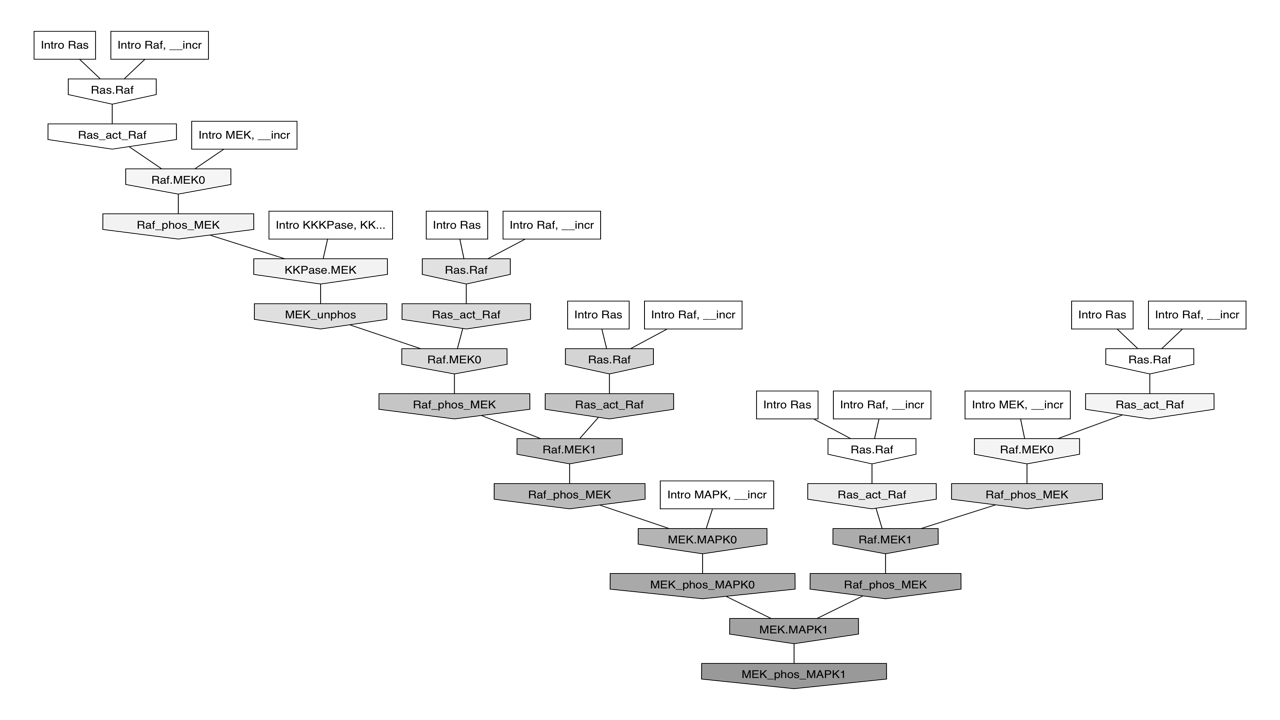 Intro Ras
Intro Raf, __incr
Ras.Raf
Ras_act_Raf
Intro MEK, __incr
Raf.MEK0
Raf_phos_MEK
Intro KKKPase, KK...
Intro Ras
Intro Raf, __incr
KKPase.MEK
Ras.Raf
MEK_unphos
Ras_act_Raf
Intro Ras
Intro Raf, __incr
Intro Ras
Intro Raf, __incr
Raf.MEK0
Ras.Raf
Ras.Raf
Raf_phos_MEK
Ras_act_Raf
Intro Ras
Intro Raf, __incr
Intro MEK, __incr
Ras_act_Raf
Raf.MEK1
Ras.Raf
Raf.MEK0
Raf_phos_MEK
Intro MAPK, __incr
Ras_act_Raf
Raf_phos_MEK
MEK.MAPK0
Raf.MEK1
MEK_phos_MAPK0
Raf_phos_MEK
MEK.MAPK1
MEK_phos_MAPK1